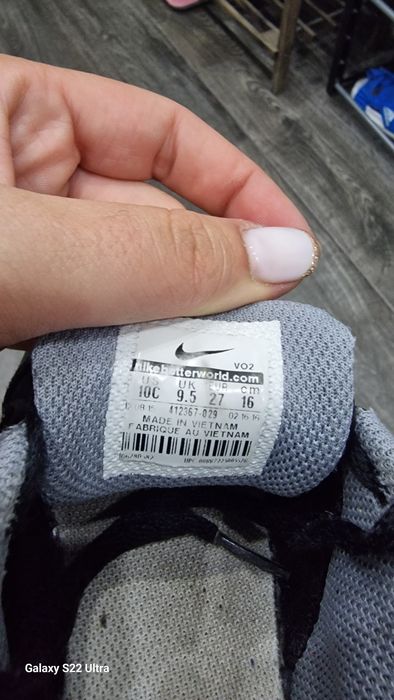 VO2
nikebetterworld.com
US UK EUR cm
10C 9.5 27 16
412367-029 02 16 16
MADE IN VIETNAM
FABRIQUE AU VIETNAM
Galaxy S22 Ultra